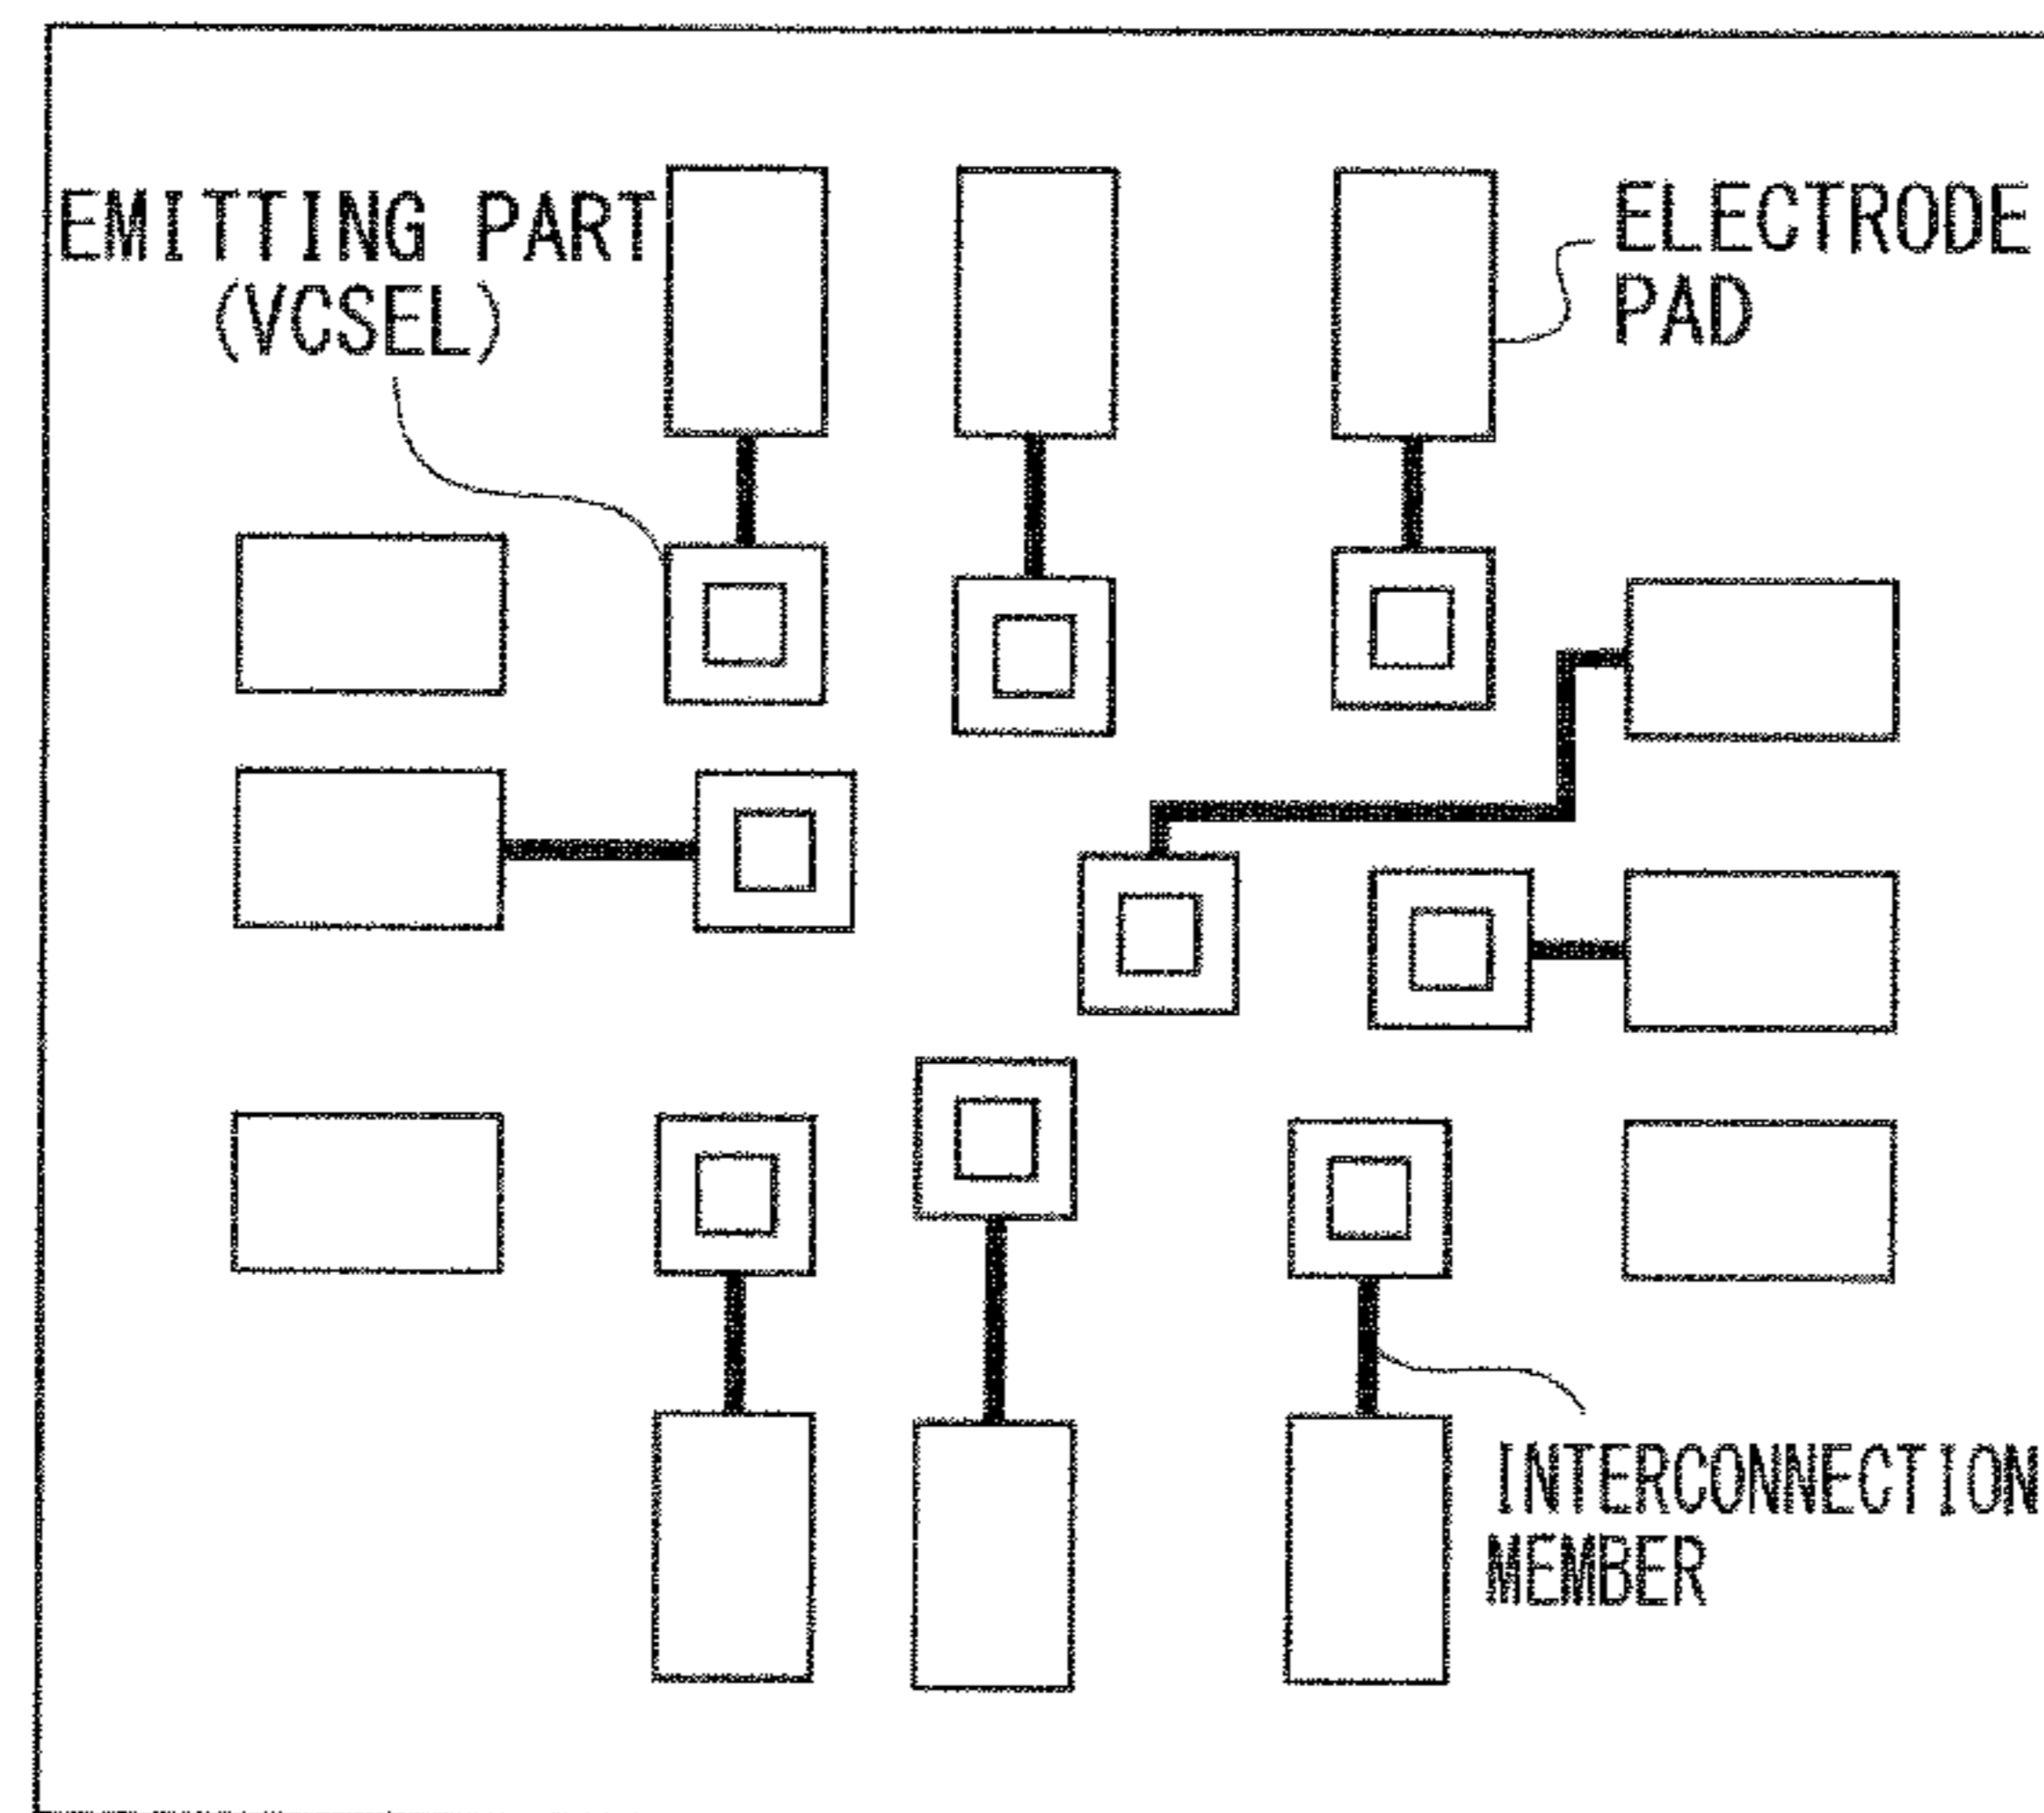 EMITTING PART
(VCSEL)
ELECTRODE
PAD
INTERCONNECTION
MEMBER